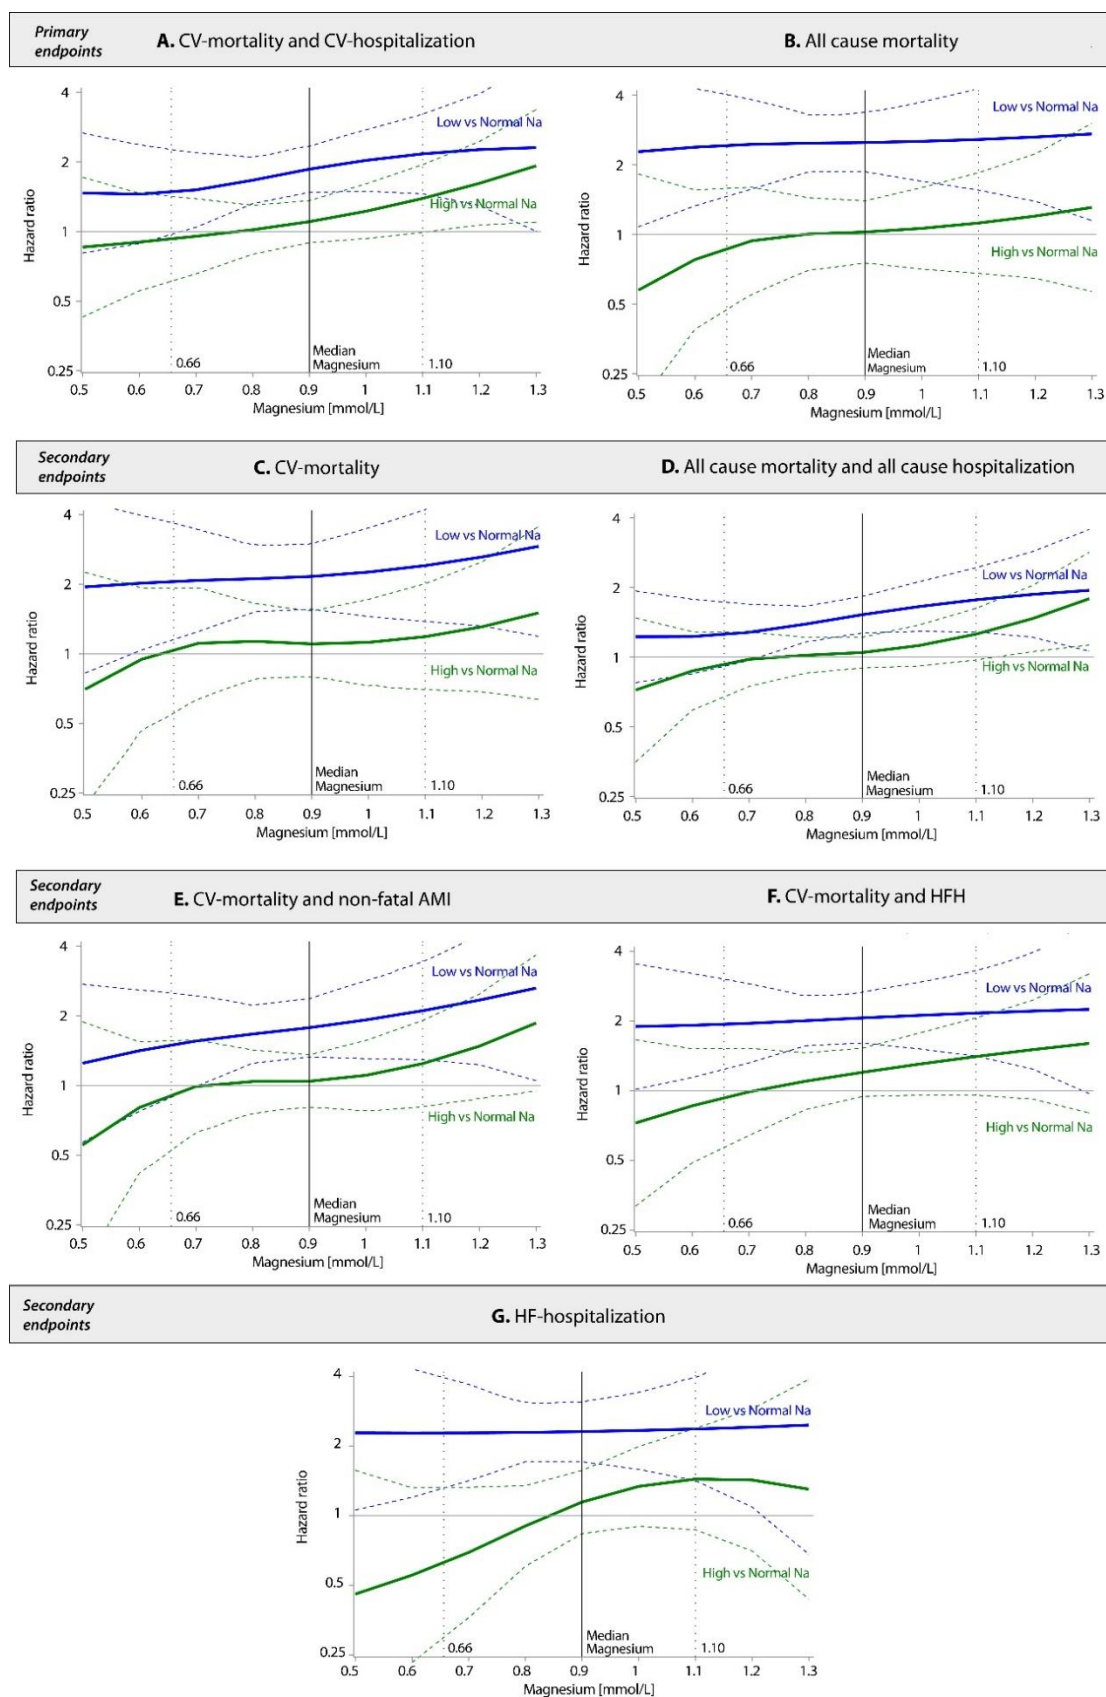 Primary endpoints
A. CV-mortality and CV-hospitalization
B. All cause mortality
4
2
1
0.5
0.25
Hazard ratio
Low vs Normal Na
High vs Normal Na
0.66
Median
Magnesium
1.10
0.5 0.6 0.7 0.8 0.9 1 1.1 1.2 1.3
Magnesium [mmol/L]
4
2
1
0.5
0.25
Hazard ratio
Low vs Normal Na
High vs Normal Na
0.66
Median
Magnesium
1.10
0.5 0.6 0.7 0.8 0.9 1 1.1 1.2 1.3
Magnesium [mmol/L]
Secondary endpoints
C. CV-mortality
D. All cause mortality and all cause hospitalization
4
2
1
0.5
0.25
Hazard ratio
Low vs Normal Na
High vs Normal Na
0.66
Median
Magnesium
1.10
0.5 0.6 0.7 0.8 0.9 1 1.1 1.2 1.3
Magnesium [mmol/L]
4
2
1
0.5
0.25
Hazard ratio
Low vs Normal Na
High vs Normal Na
0.66
Median
Magnesium
1.10
0.5 0.6 0.7 0.8 0.9 1 1.1 1.2 1.3
Magnesium [mmol/L]
Secondary endpoints
E. CV-mortality and non-fatal AMI
F. CV-mortality and HFH
4
2
1
0.5
0.25
Hazard ratio
Low vs Normal Na
High vs Normal Na
0.66
Median
Magnesium
1.10
0.5 0.6 0.7 0.8 0.9 1 1.1 1.2 1.3
Magnesium [mmol/L]
4
2
1
0.5
0.25
Hazard ratio
Low vs Normal Na
High vs Normal Na
0.66
Median
Magnesium
1.10
0.5 0.6 0.7 0.8 0.9 1 1.1 1.2 1.3
Magnesium [mmol/L]
Secondary endpoints
G. HF-hospitalization
4
2
1
0.5
0.25
Hazard ratio
Low vs Normal Na
High vs Normal Na
0.66
Median
Magnesium
1.10
0.5 0.6 0.7 0.8 0.9 1 1.1 1.2 1.3
Magnesium [mmol/L]